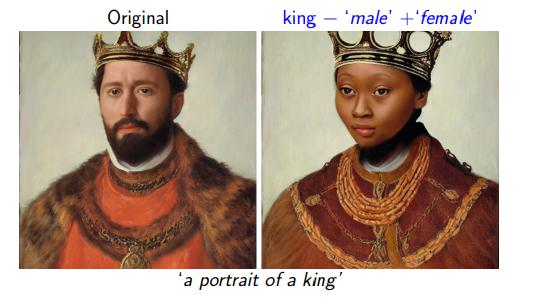 Original
king − ‘male’ +‘female’
‘a portrait of a king’